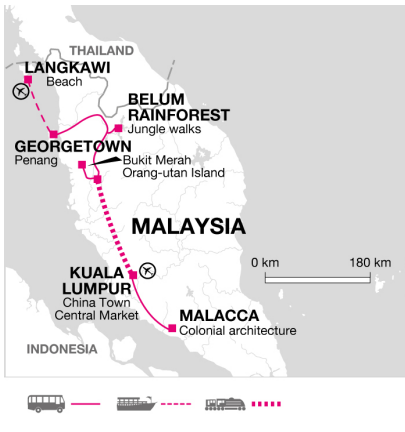 THAILAND
LANGKAWI
Beach
BELUM
RAINFOREST
Jungle walks
GEORGETOWN
Penang
Bukit Merah
Orang-utan Island
MALAYSIA
0 km 180 km
KUALA
LUMPUR
China Town
Central Market
MALACCA
Colonial architecture
INDONESIA